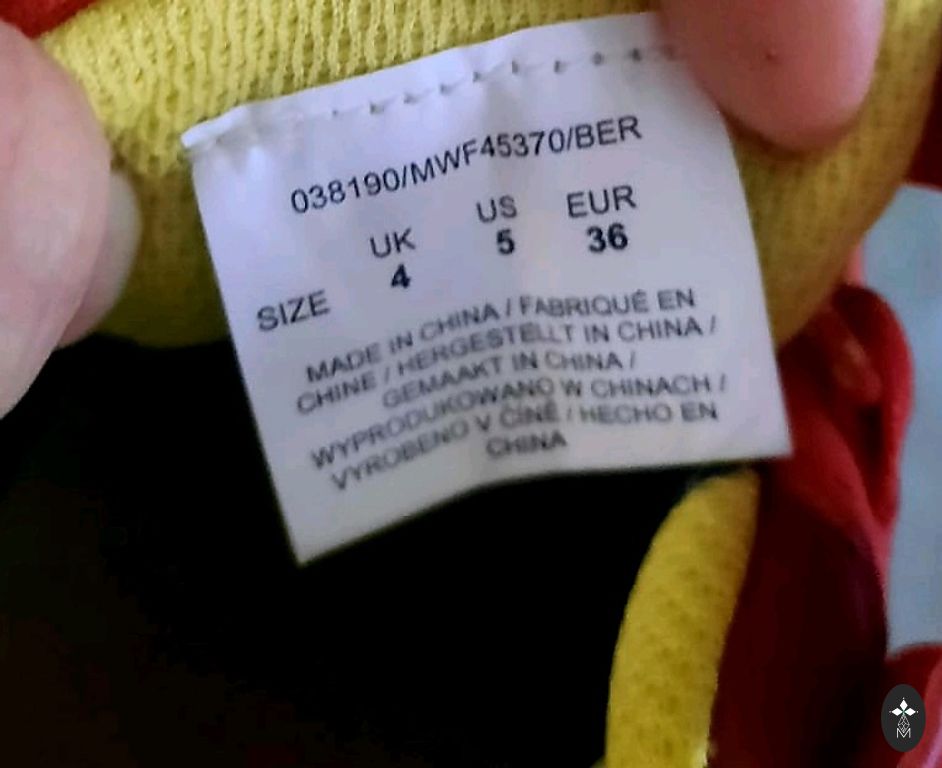 038190/MWF45370/BER
UK US EUR
SIZE 4 5 36
MADE IN CHINA / FABRIQUÉ EN
CHINE / HERGESTELLT IN CHINA /
GEMAAKT IN CHINA /
WYPRODUKOWANO W CHINACH /
VYROBENO V ČÍNĚ / HECHO EN
CHINA
M